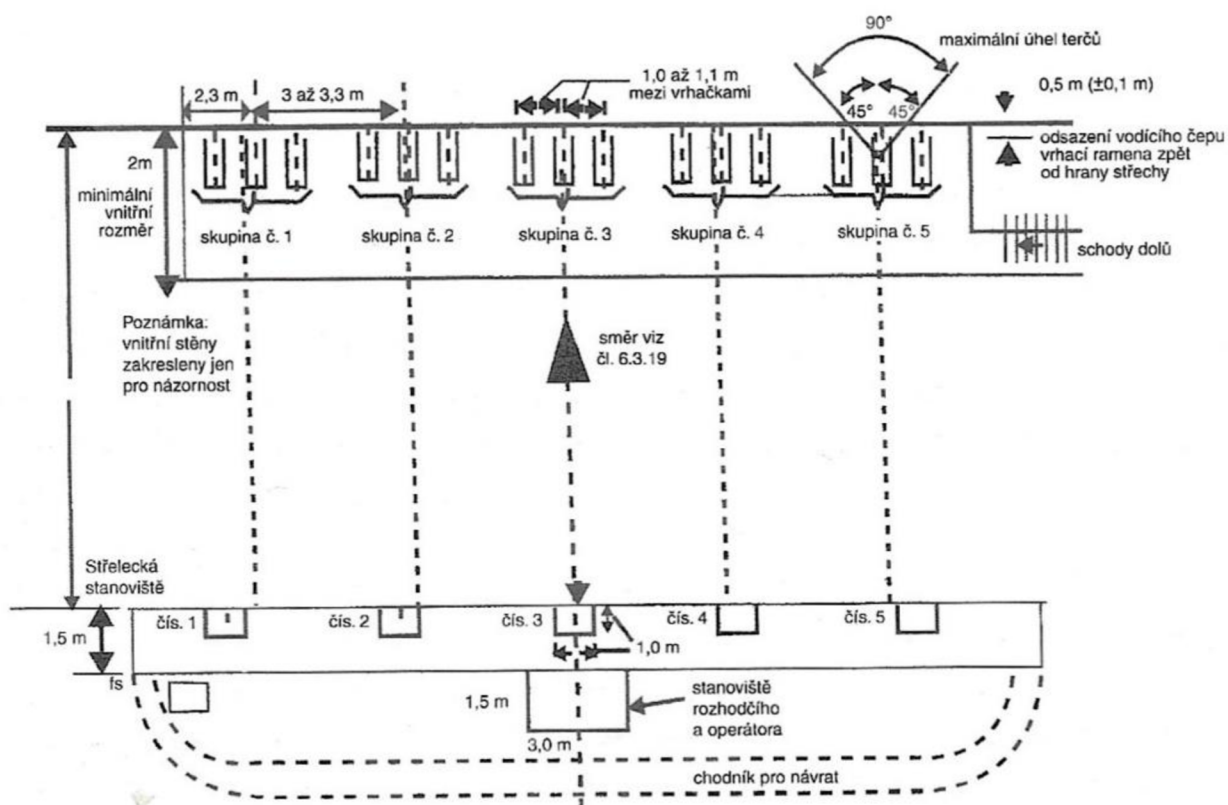 90°
maximální úhel terčů
45° 45°
0,5 m (±0,1 m)
2,3 m
3 až 3,3 m
1,0 až 1,1 m
mezi vrhačkami
odsazení vodícího čepu
vrhací ramena zpět
od hrany střechy
2m
minimální
vnitřní
rozměr
skupina č. 1
skupina č. 2
skupina č. 3
skupina č. 4
skupina č. 5
schody dolů
Poznámka:
vnitřní stěny
zakresleny jen
pro názornost
směr viz
čl. 6.3.19
Střelecká
stanoviště
1,5 m
čís. 1
čís. 2
čís. 3
čís. 4
čís. 5
1,0 m
fs
1,5 m
3,0 m
stanoviště
rozhodčího
a operátora
chodník pro návrat